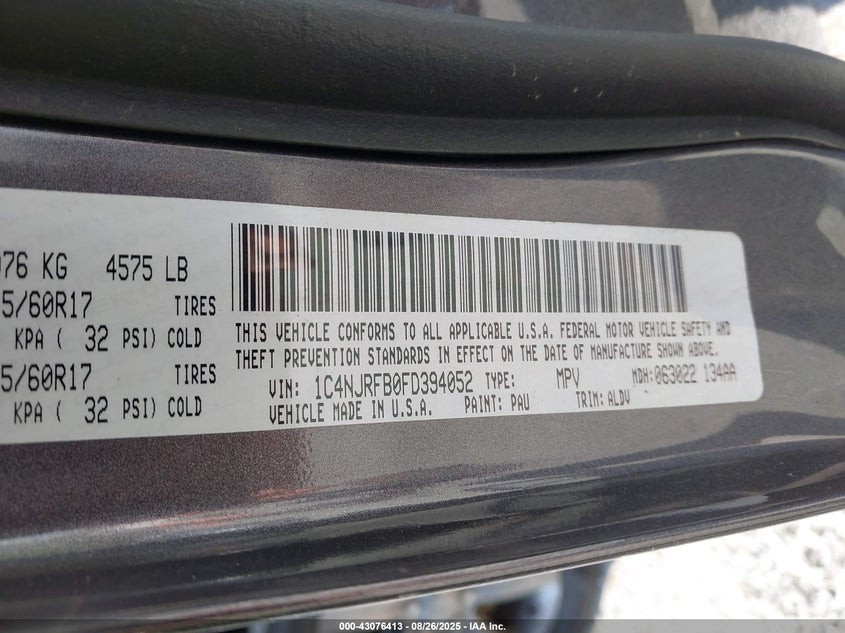 076 KG 4575 LB
5/60R17 TIRES
KPA ( 32 PSI) COLD
5/60R17 TIRES
KPA ( 32 PSI) COLD
THIS VEHICLE CONFORMS TO ALL APPLICABLE U.S.A. FEDERAL MOTOR VEHICLE SAFETY AND
THEFT PREVENTION STANDARDS IN EFFECT ON THE DATE OF MANUFACTURE SHOWN ABOVE.
VIN: 1C4NJRFB0FD394052 TYPE: MPV MDH: 063022 134AA
VEHICLE MADE IN U.S.A. PAINT: PAU TRIM: ALDV
000-43076413 - 08/26/2025 - IAA Inc.